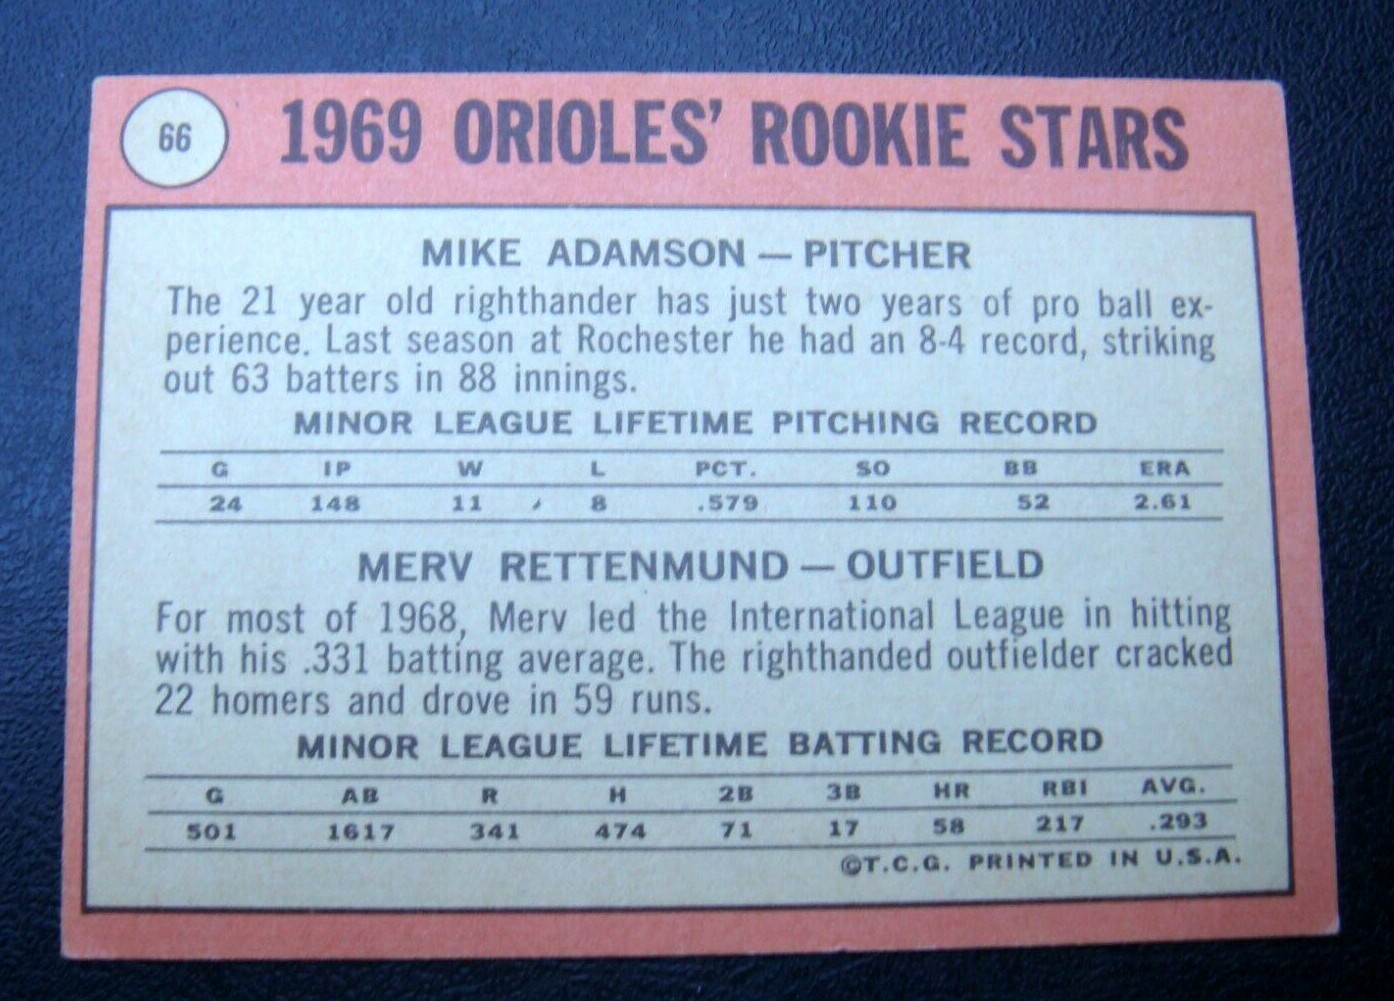 66
1969 ORIOLES' ROOKIE STARS
MIKE ADAMSON — PITCHER
The 21 year old righthander has just two years of pro ball ex-
perience. Last season at Rochester he had an 8-4 record, striking
out 63 batters in 88 innings.
MINOR LEAGUE LIFETIME PITCHING RECORD
G IP W L PCT. SO BB ERA
24 148 11 8 .579 110 52 2.61
MERV RETTENMUND — OUTFIELD
For most of 1968, Merv led the International League in hitting
with his .331 batting average. The righthanded outfielder cracked
22 homers and drove in 59 runs.
MINOR LEAGUE LIFETIME BATTING RECORD
G AB R H 2B 3B HR RBI AVG.
501 1617 341 474 71 17 58 217 .293
©T.C.G. PRINTED IN U.S.A.